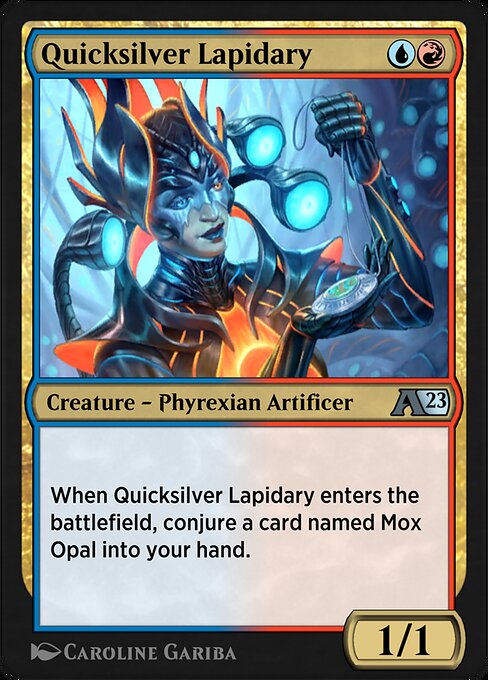 Quicksilver Lapidary
Creature – Phyrexian Artificer
A23
When Quicksilver Lapidary enters the
battlefield, conjure a card named Mox
Opal into your hand.
1/1
Caroline Gariba